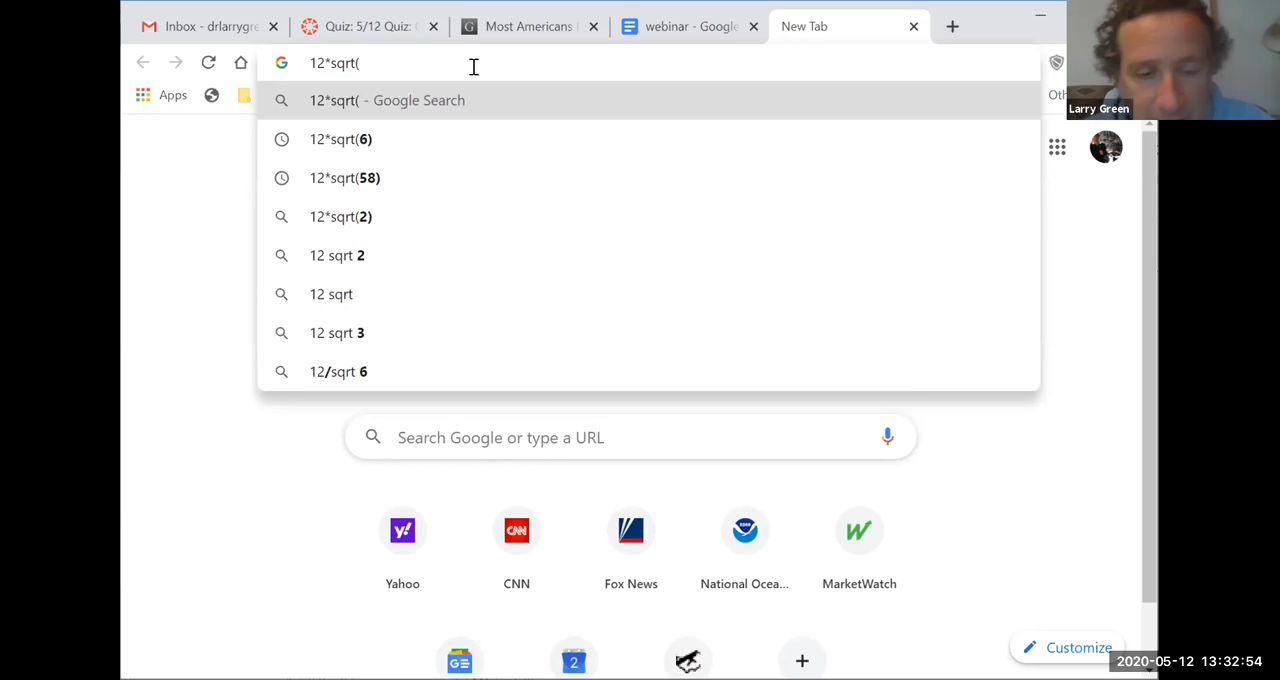 Inbox - drlarrygre
Quiz: 5/12 Quiz:
Most Americans
webinar - Google
New Tab
12*sqrt(
Apps
Larry Green
12*sqrt( - Google Search
12*sqrt(6)
12*sqrt(58)
12*sqrt(2)
12 sqrt 2
12 sqrt
12 sqrt 3
12/sqrt 6
Search Google or type a URL
Yahoo
CNN
Fox News
National Ocea...
MarketWatch
2
Customize
2020-05-12 13:32:54